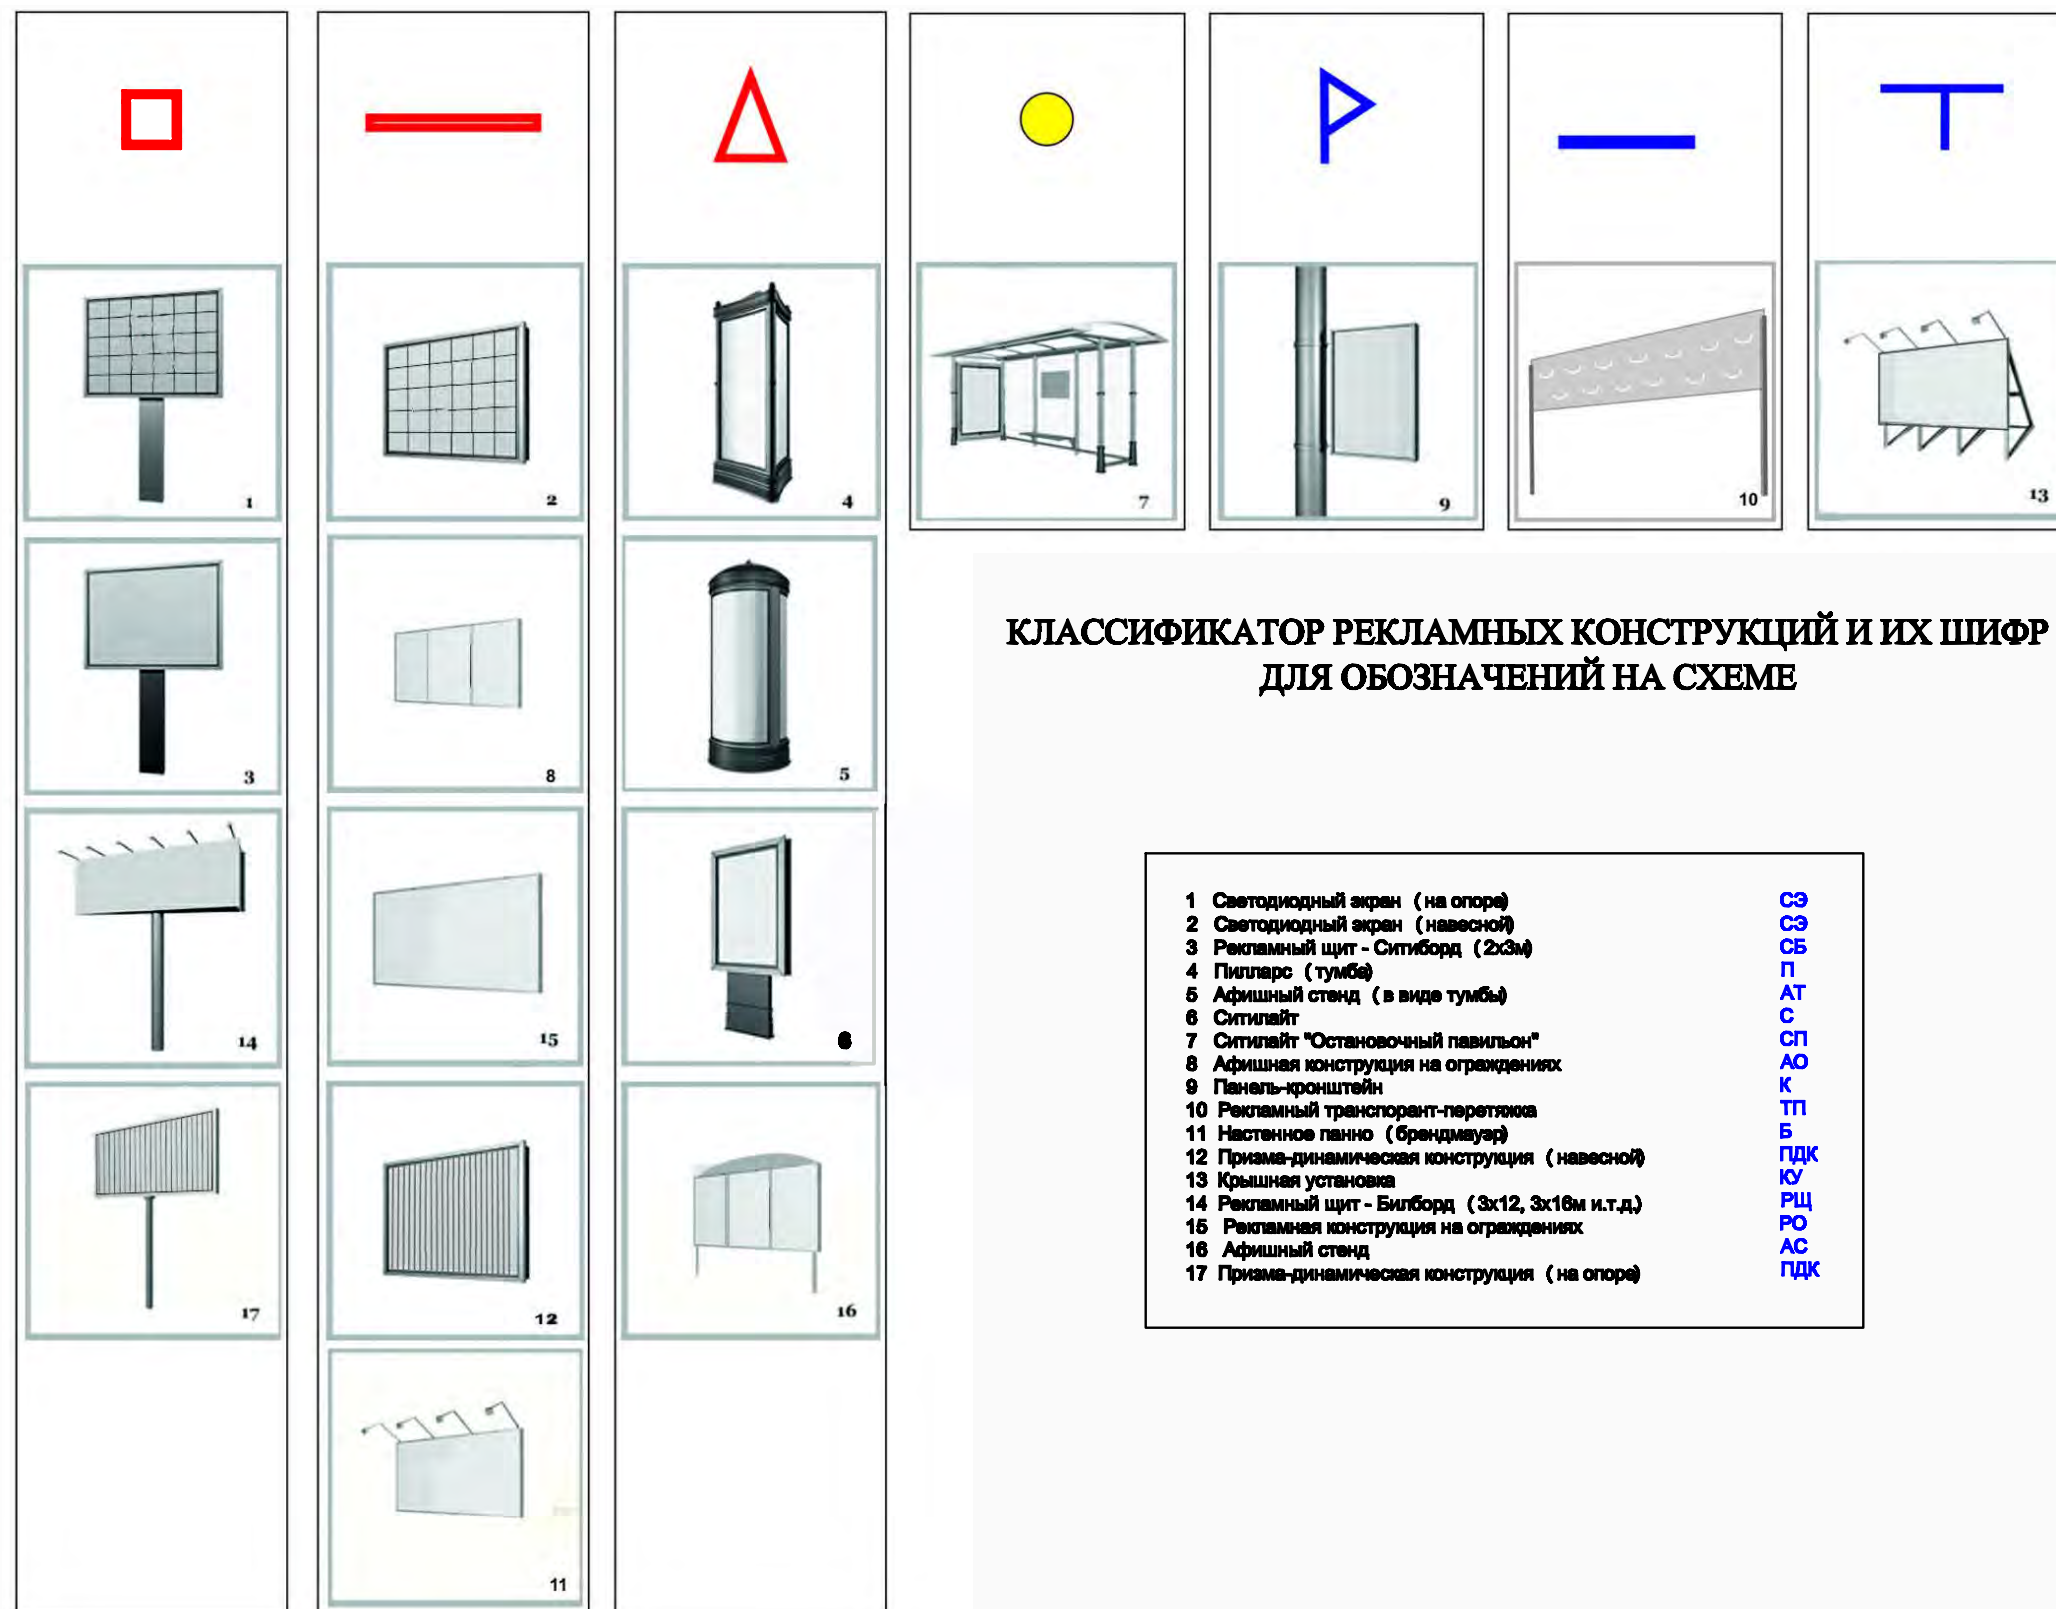 1
2
4
7
9
10
13
3
8
5
14
15
6
17
12
16
11
КЛАССИФИКАТОР РЕКЛАМНЫХ КОНСТРУКЦИЙ И ИХ ШИФР
ДЛЯ ОБОЗНАЧЕНИЙ НА СХЕМЕ
1 Светодиодный экран (на опоре) СЭ
2 Светодиодный экран (навесной) СЭ
3 Рекламный щит - Ситиборд (2х3м) СБ
4 Пилларс (тумба) П
5 Афишный стенд (в виде тумбы) АТ
6 Ситилайт С
7 Ситилайт "Остановочный павильон" СП
8 Афишная конструкция на ограждениях АО
9 Панель-кронштейн К
10 Рекламный транспорант-перетяжка ТП
11 Настенное панно (брендмауэр) Б
12 Призма-динамическая конструкция (навесной) ПДК
13 Крышная установка КУ
14 Рекламный щит - Билборд (3х12, 3х16м и.т.д.) РЩ
15 Рекламная конструкция на ограждениях РО
16 Афишный стенд АС
17 Призма-динамическая конструкция (на опоре) ПДК